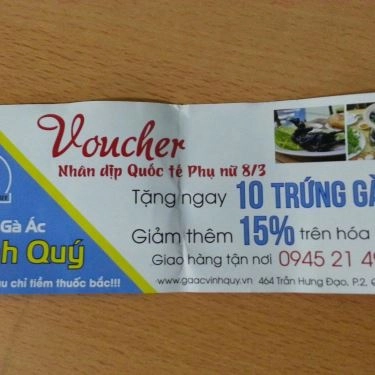 Voucher
Nhân dịp Quốc tế Phụ nữ 8/3
Tặng ngay 10 TRỨNG GÀ
Giảm thêm 15% trên hóa
Giao hàng tận nơi 0945 21 49
www.gaacvinhquy.vn 464 Trần Hưng Đạo, P.2, Q
Gà Ác
nh Quý
chỉ tiềm thuốc bắc!!!